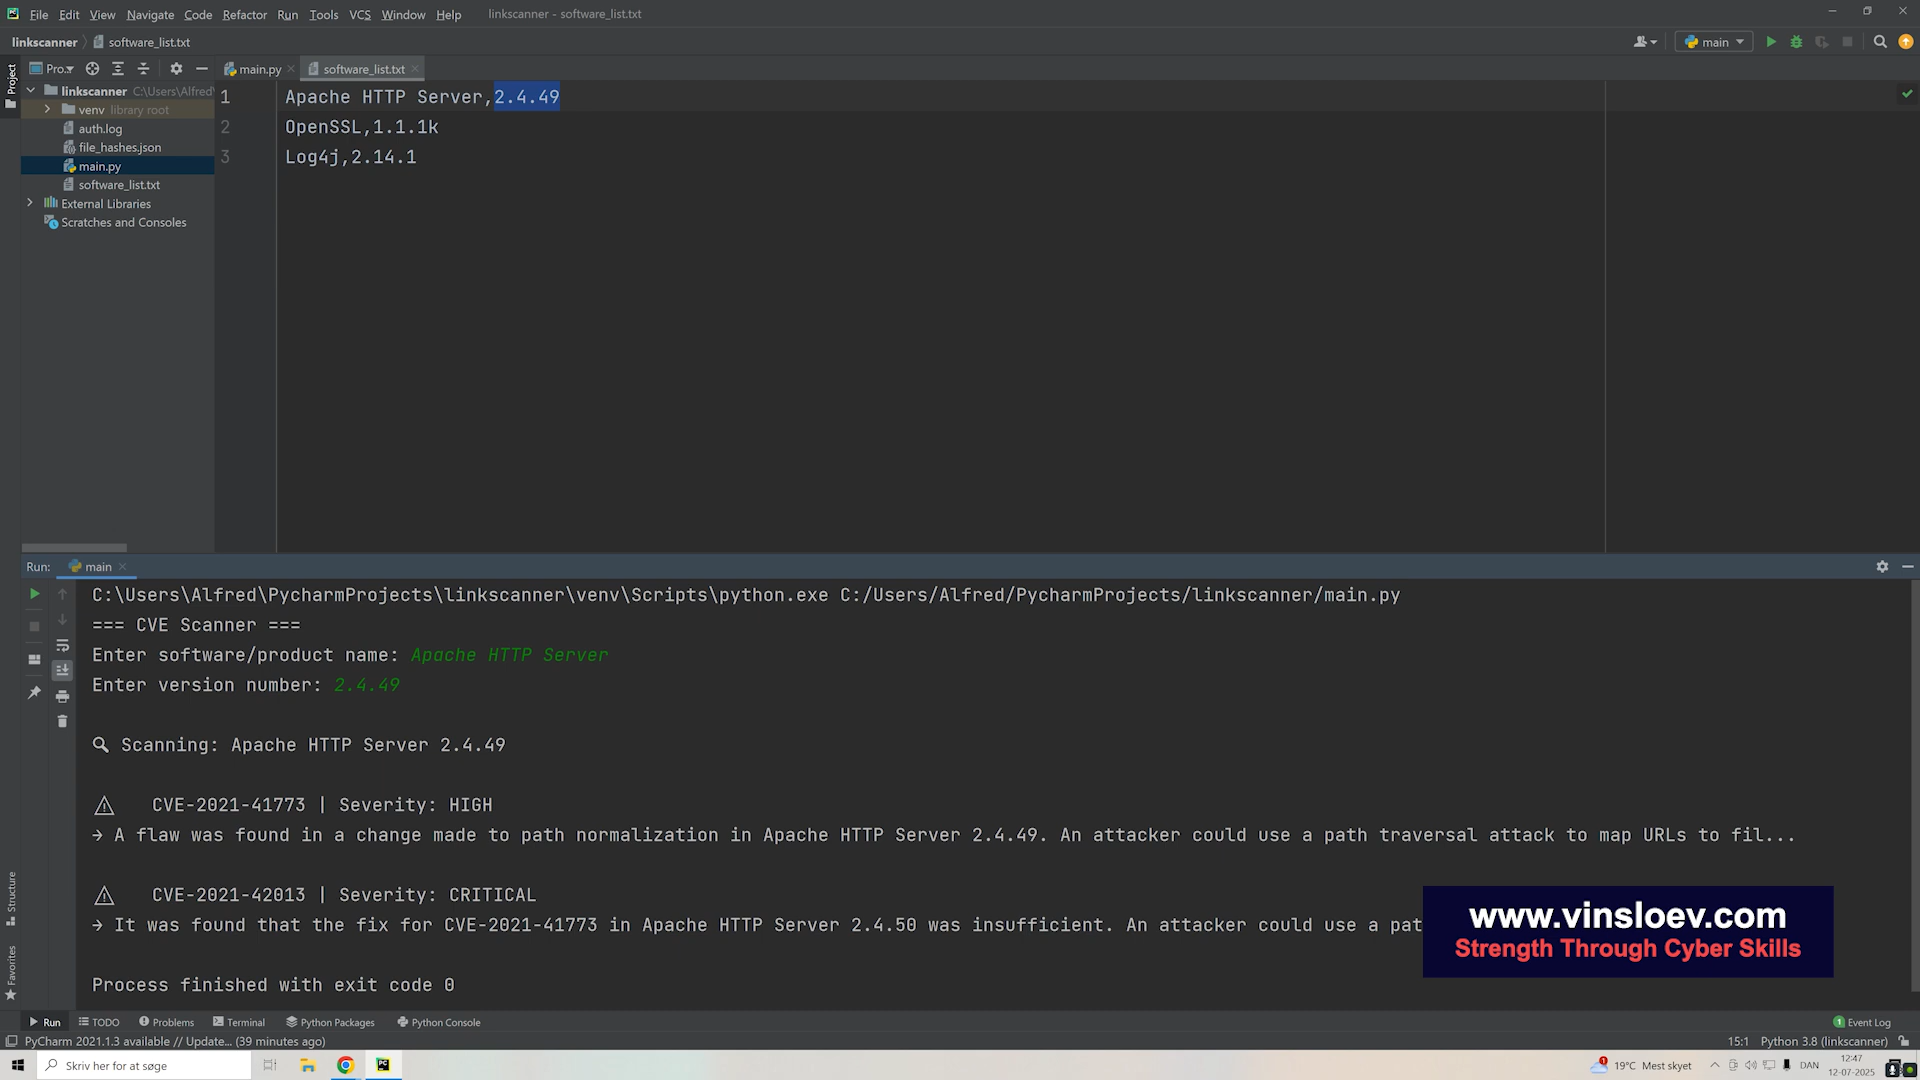 File Edit View Navigate Code Refactor Run Tools VCS Window Help linkscanner - software_list.txt
linkscanner software_list.txt main
Project
Pro... main.py software_list.txt
linkscanner C:\Users\Alfred
venv library root
auth.log
file_hashes.json
main.py
software_list.txt
External Libraries
Scratches and Consoles
1 Apache HTTP Server,2.4.49
2 OpenSSL,1.1.1k
3 Log4j,2.14.1
Run: main
C:\Users\Alfred\PycharmProjects\linkscanner\venv\Scripts\python.exe C:/Users/Alfred/PycharmProjects/linkscanner/main.py
=== CVE Scanner ===
Enter software/product name: Apache HTTP Server
Enter version number: 2.4.49
Scanning: Apache HTTP Server 2.4.49
CVE-2021-41773 | Severity: HIGH
→ A flaw was found in a change made to path normalization in Apache HTTP Server 2.4.49. An attacker could use a path traversal attack to map URLs to fil...
CVE-2021-42013 | Severity: CRITICAL
→ It was found that the fix for CVE-2021-41773 in Apache HTTP Server 2.4.50 was insufficient. An attacker could use a pat
Process finished with exit code 0
www.vinsloev.com
Strength Through Cyber Skills
Structure
Favorites
Run TODO Problems Terminal Python Packages Python Console 1 Event Log
PyCharm 2021.1.3 available // Update... (39 minutes ago) 15:1 Python 3.8 (linkscanner)
Skriv her for at søge 1 19°C Mest skyet DAN 12:47
12-07-2025